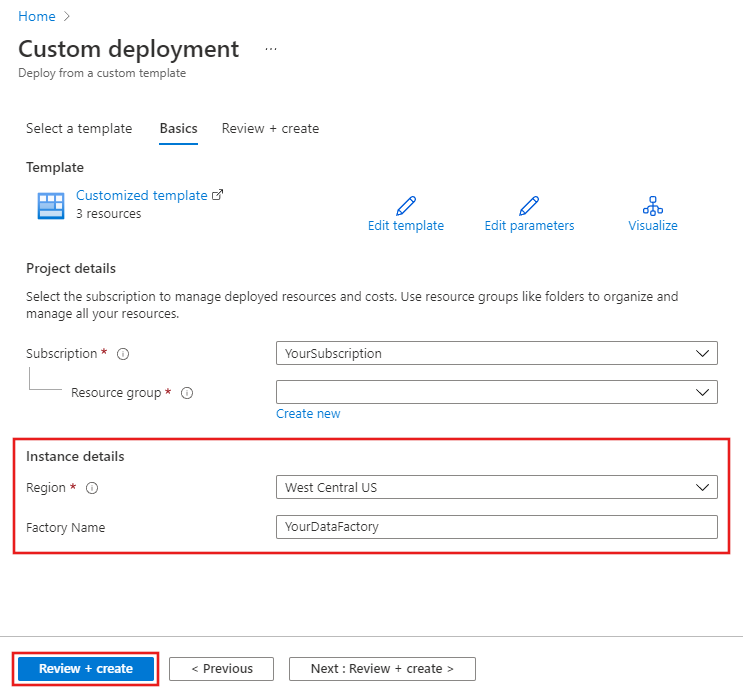 Home >
Custom deployment ...
Deploy from a custom template
Select a template Basics Review + create
Template
Customized template
3 resources
Edit template Edit parameters Visualize
Project details
Select the subscription to manage deployed resources and costs. Use resource groups like folders to organize and
manage all your resources.
Subscription * YourSubscription
Resource group *
Create new
Instance details
Region * West Central US
Factory Name YourDataFactory
Review + create < Previous Next : Review + create >